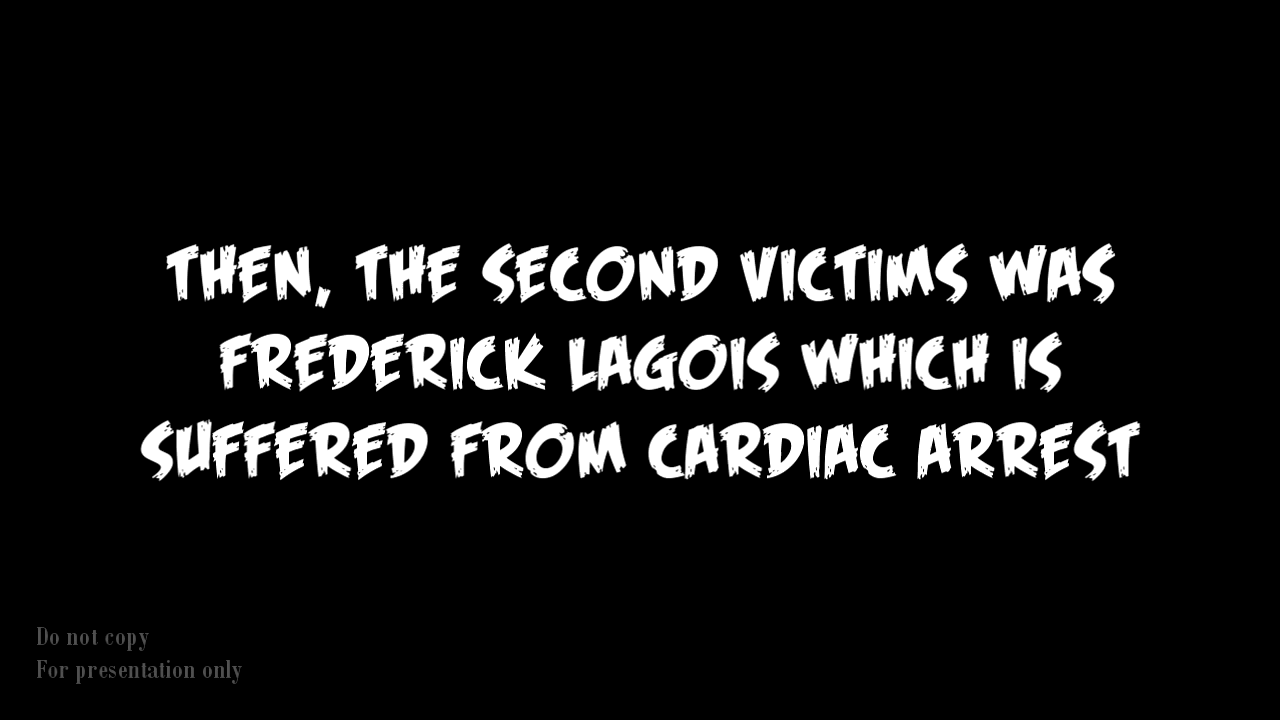 THEN, THE SECOND VICTIMS WAS
FREDERICK LAGOIS WHICH IS
SUFFERED FROM CARDIAC ARREST
Do not copy
For presentation only